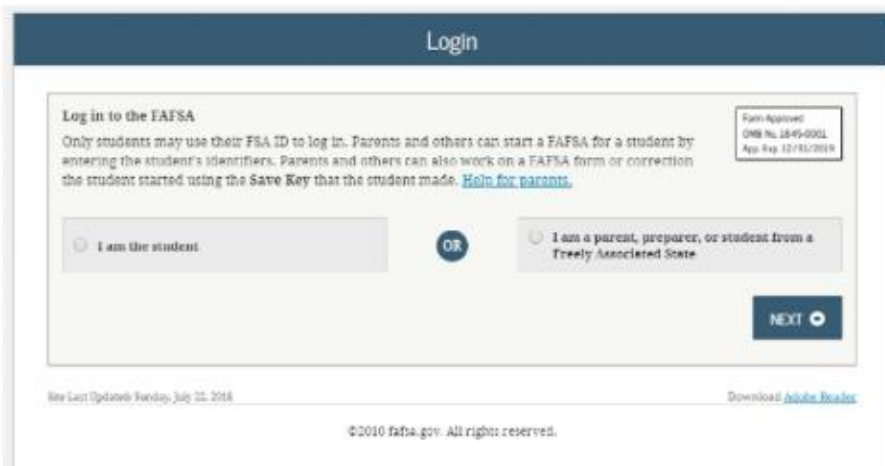 Login
Log in to the FAFSA
Form Approved
OMB No. 1845-0001
App. Exp. 12/31/2019
Only students may use their FSA ID to log in. Parents and others can start a FAFSA for a student by
entering the student's identifiers. Parents and others can also work on a FAFSA form or correction
the student started using the Save Key that the student made. Help for parents.
I am the student
OR
I am a parent, preparer, or student from a
Freely Associated State
NEXT
Site Last Updated: Sunday, July 22, 2018
Download Adobe Reader
©2010 fafsa.gov. All rights reserved.